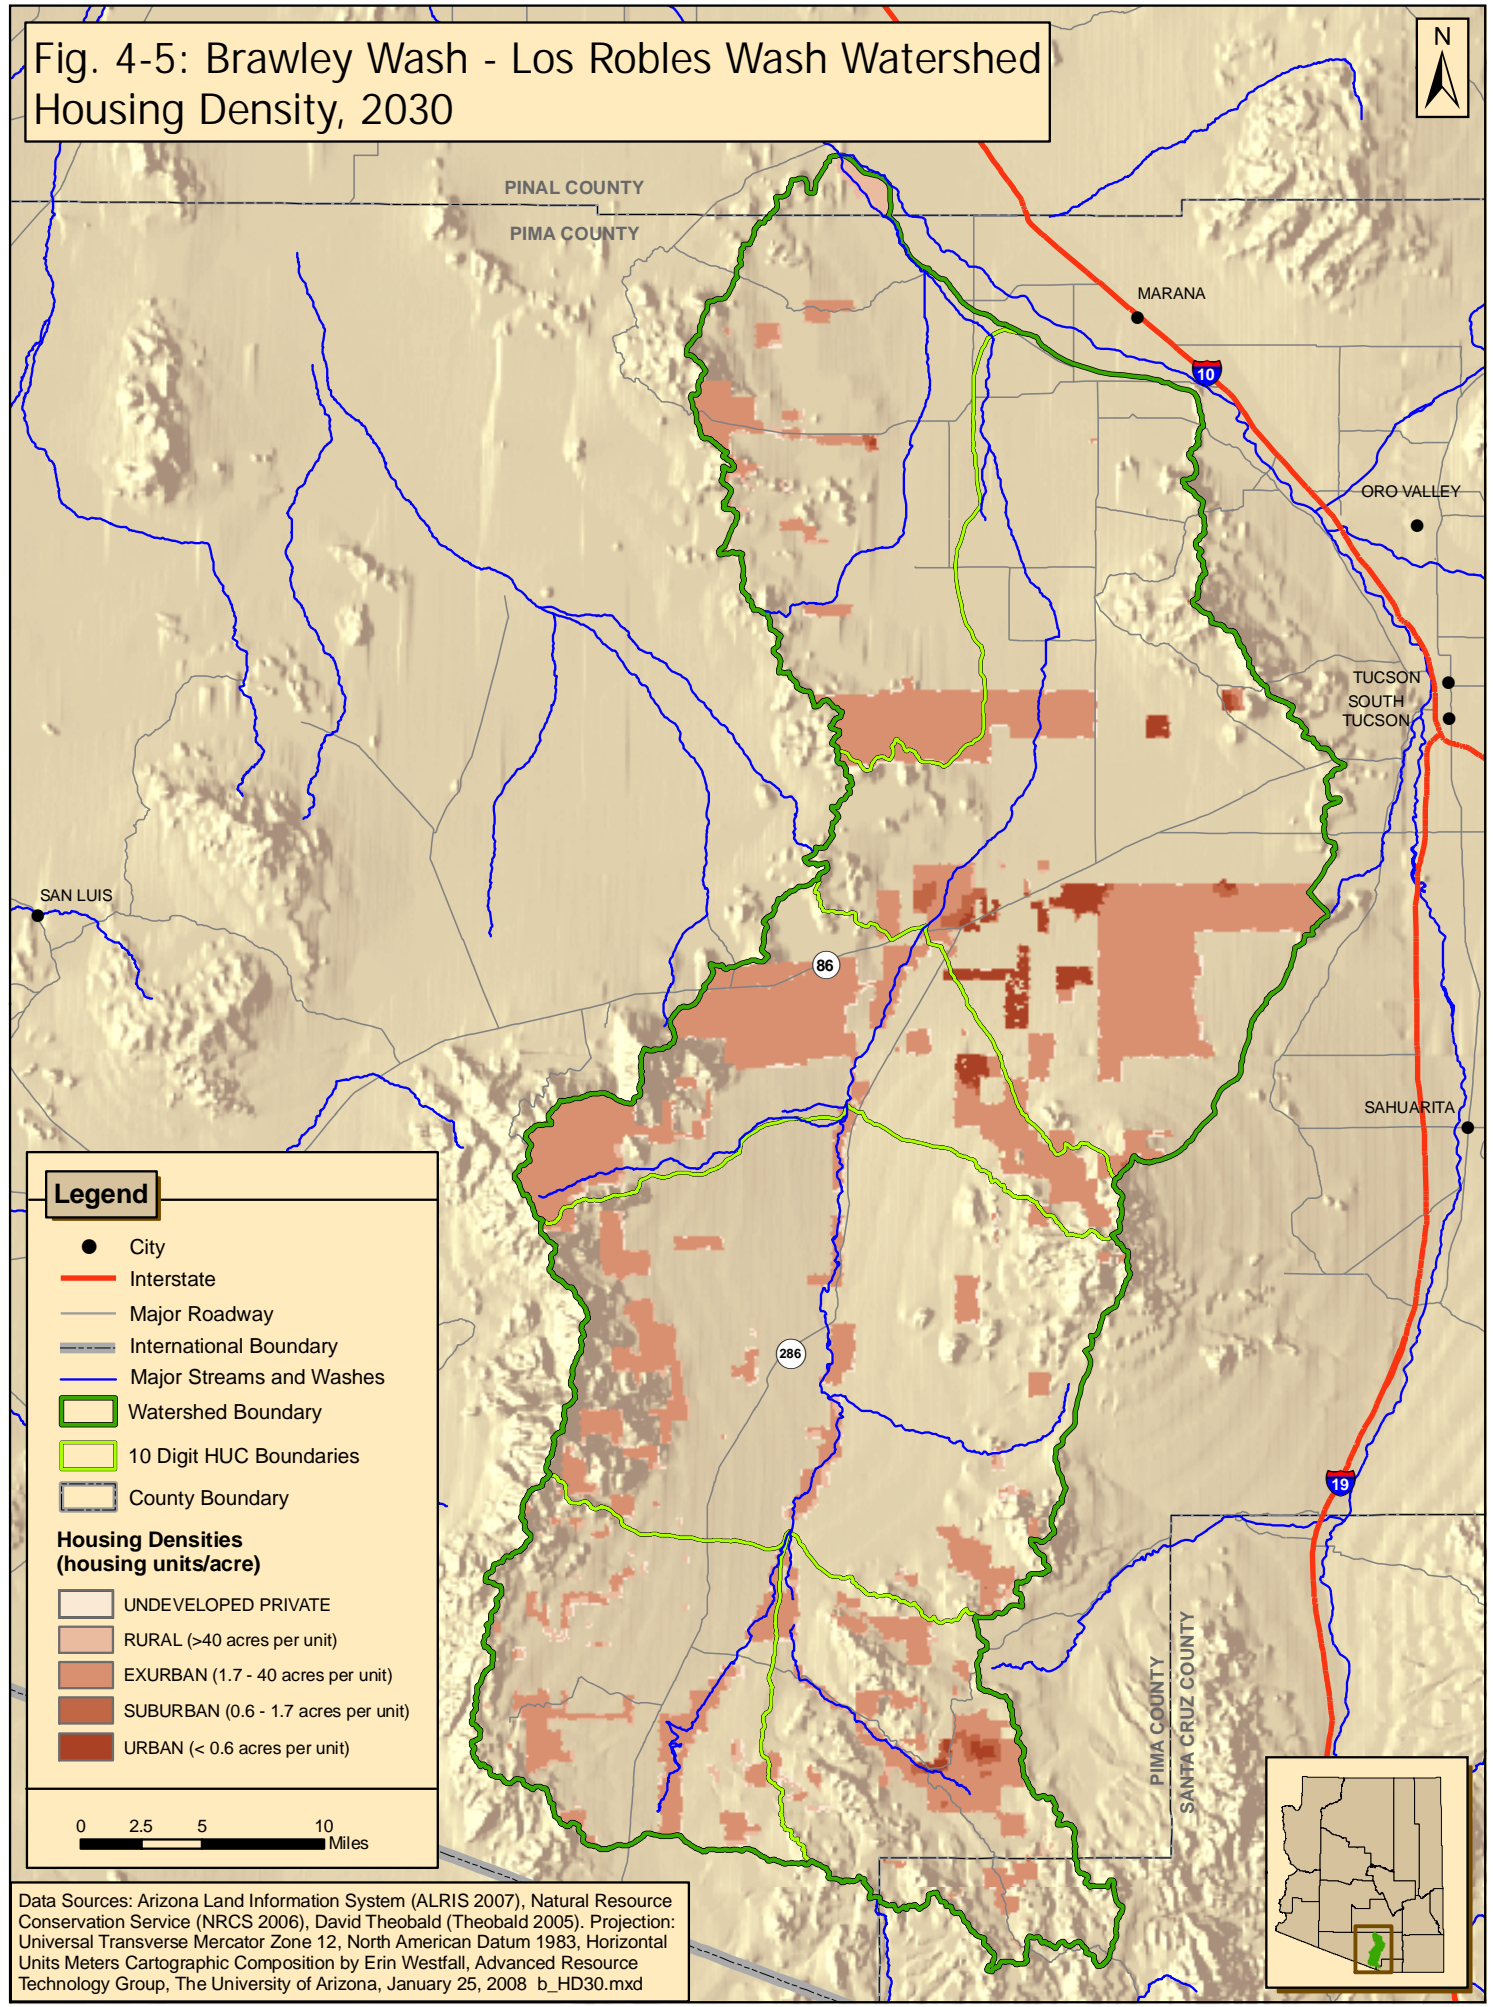 Fig. 4-5: Brawley Wash - Los Robles Wash Watershed
Housing Density, 2030
N
PINAL COUNTY
PIMA COUNTY
MARANA
10
ORO VALLEY
TUCSON
SOUTH
TUCSON
SAN LUIS
86
SAHUARITA
286
19
PIMA COUNTY
SANTA CRUZ COUNTY
Legend
City
Interstate
Major Roadway
International Boundary
Major Streams and Washes
Watershed Boundary
10 Digit HUC Boundaries
County Boundary
Housing Densities
(housing units/acre)
UNDEVELOPED PRIVATE
RURAL (>40 acres per unit)
EXURBAN (1.7 - 40 acres per unit)
SUBURBAN (0.6 - 1.7 acres per unit)
URBAN (< 0.6 acres per unit)
0 2.5 5 10
Miles
Data Sources: Arizona Land Information System (ALRIS 2007), Natural Resource
Conservation Service (NRCS 2006), David Theobald (Theobald 2005). Projection:
Universal Transverse Mercator Zone 12, North American Datum 1983, Horizontal
Units Meters Cartographic Composition by Erin Westfall, Advanced Resource
Technology Group, The University of Arizona, January 25, 2008  b_HD30.mxd